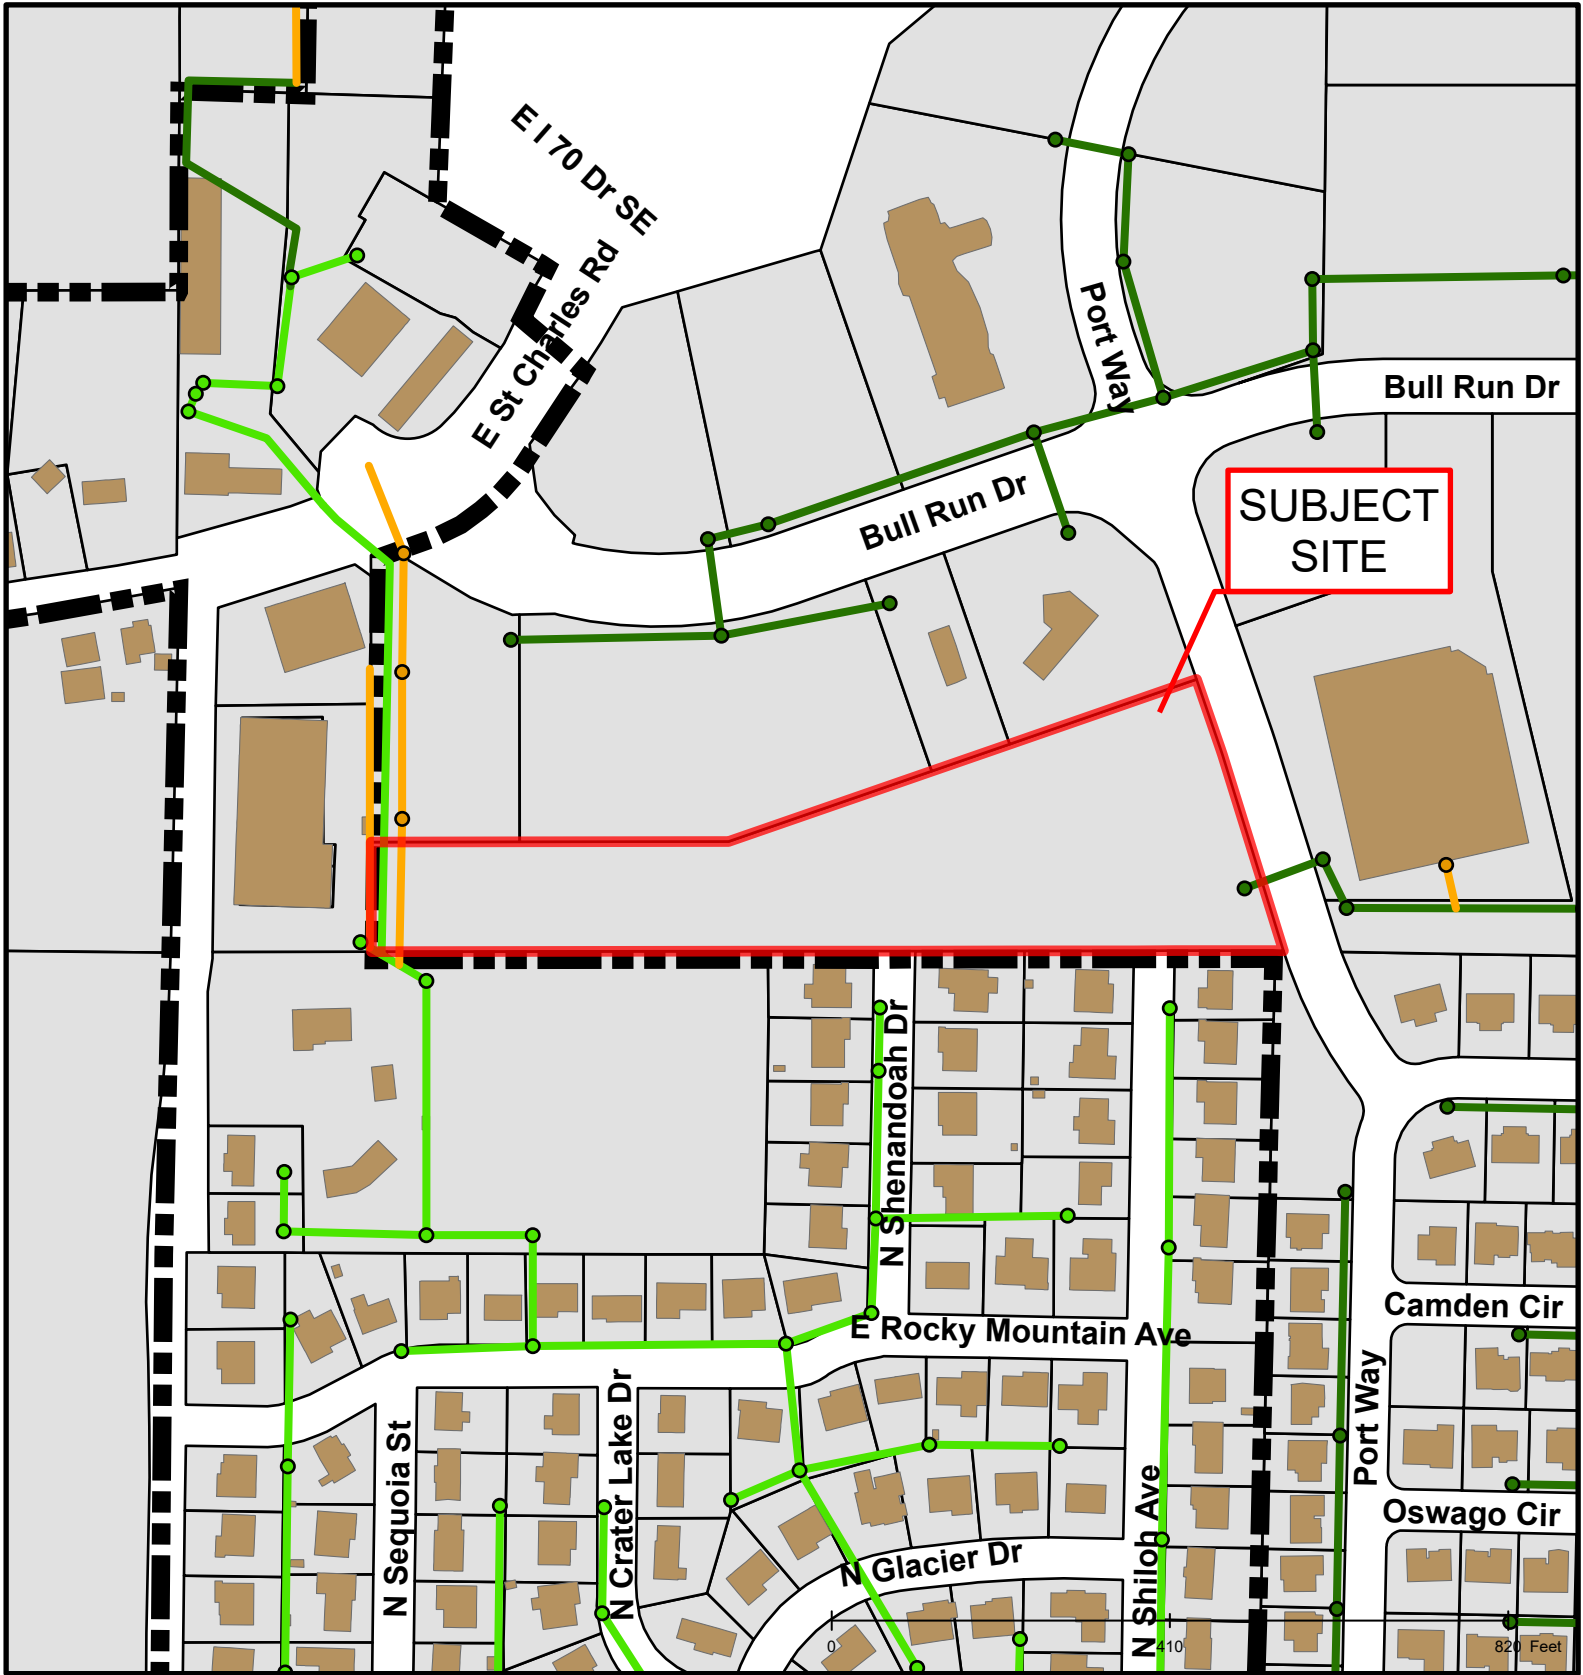 E I 70 Dr SE
E St Charles Rd
Port Way
Bull Run Dr
SUBJECT
SITE
Bull Run Dr
N Shenandoah Dr
E Rocky Mountain Ave
Camden Cir
Port Way
N Crater Lake Dr
N Sequoia St
N Shiloh Ave
Oswago Cir
N Glacier Dr
0 410 820 Feet